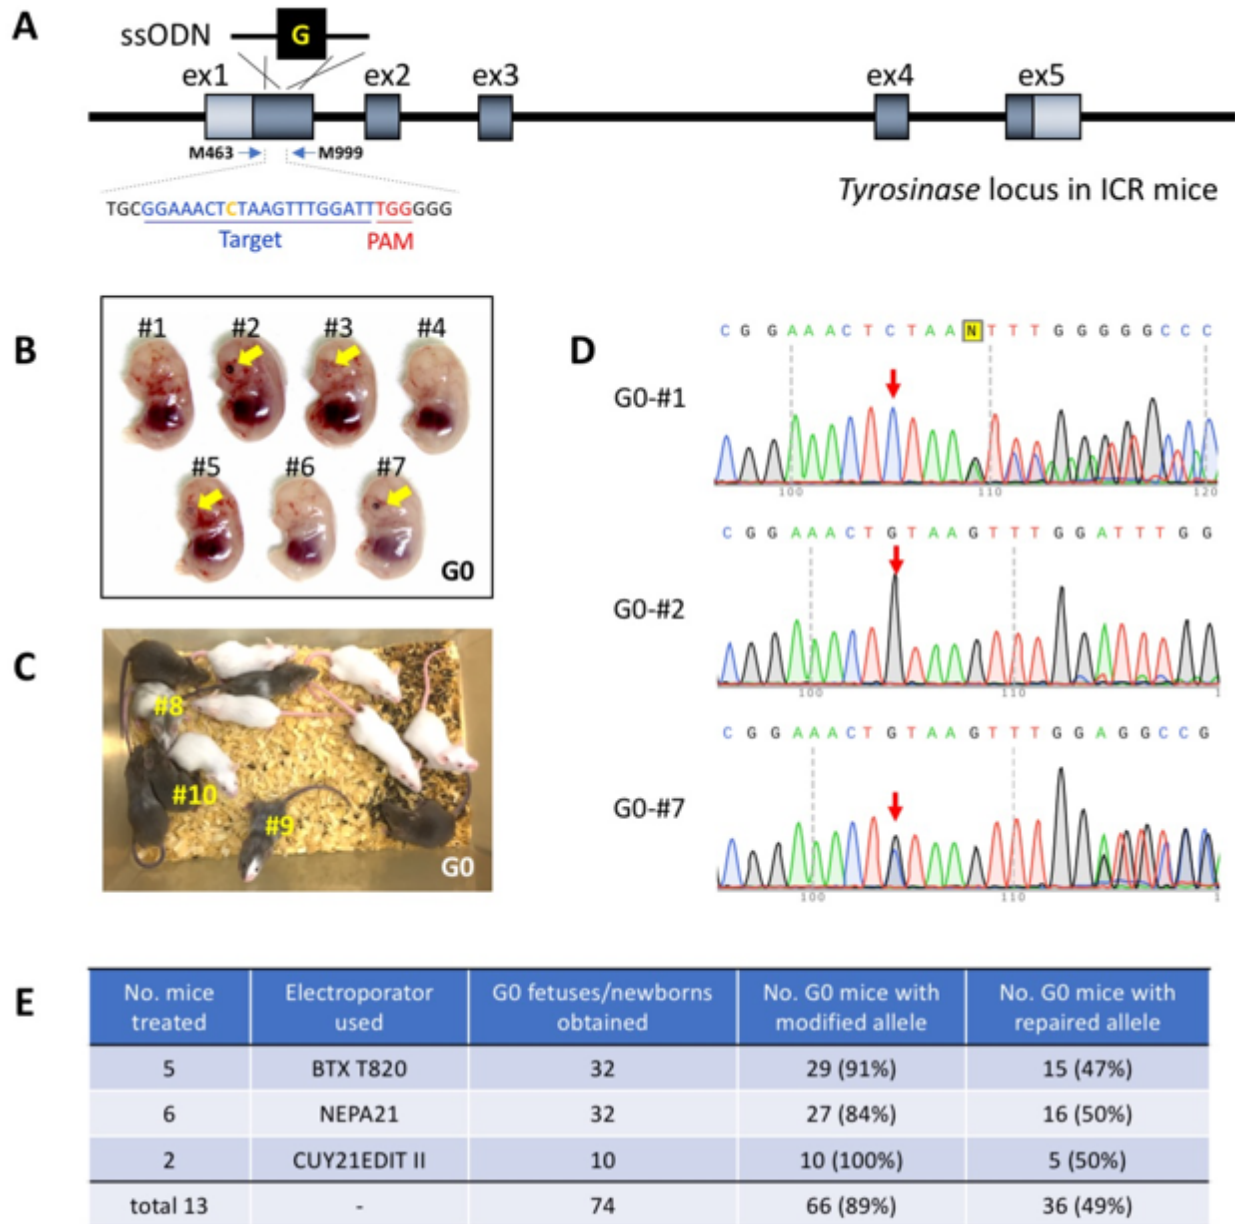 A
ssODN
G
ex1
ex2
ex3
ex4
ex5
M463
M999
TGCGGAAACTCTAAGTTTGGATTTGGGGG
Target
PAM
Tyrosinase locus in ICR mice
B
#1
#2
#3
#4
#5
#6
#7
G0
C
#8
#10
#9
G0
D
C G G A A A C T C T A A N T T T G G G G G C C C
G0-#1
100
110
120
C G G A A A C T G T A A G T T T G G A T T T G G
G0-#2
100
110
1
C G G A A A C T G T A A G T T T G G A G G C C G
G0-#7
100
110
1
E
No. mice treated
Electroporator used
G0 fetuses/newborns obtained
No. G0 mice with modified allele
No. G0 mice with repaired allele
5 BTX T820 32 29 (91%) 15 (47%)
6 NEPA21 32 27 (84%) 16 (50%)
2 CUY21EDIT II 10 10 (100%) 5 (50%)
total 13 - 74 66 (89%) 36 (49%)